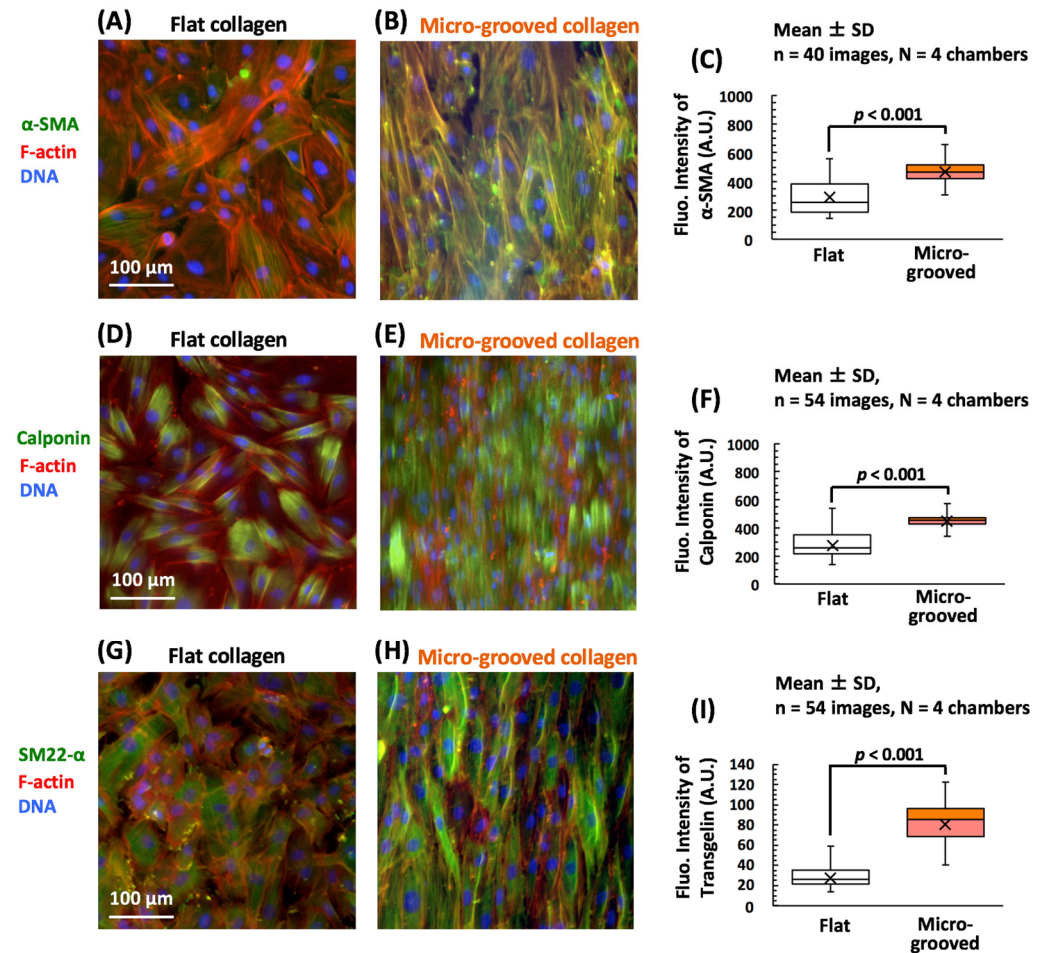 (A) Flat collagen
(B) Micro-grooved collagen
α-SMA
F-actin
DNA
100 µm
Mean ± SD
n = 40 images, N = 4 chambers
(C)
p < 0.001
Fluo. Intensity of
α-SMA (A.U.)
1000
800
600
400
200
0
Flat
Micro-
grooved
(D) Flat collagen
(E) Micro-grooved collagen
Calponin
F-actin
DNA
100 µm
Mean ± SD,
n = 54 images, N = 4 chambers
(F)
p < 0.001
Fluo. Intensity of
Calponin (A.U.)
1000
800
600
400
200
0
Flat
Micro-
grooved
(G) Flat collagen
(H) Micro-grooved collagen
SM22-α
F-actin
DNA
100 µm
Mean ± SD,
n = 54 images, N = 4 chambers
(I)
p < 0.001
Fluo. Intensity of
Transgelin (A.U.)
140
120
100
80
60
40
20
0
Flat
Micro-
grooved